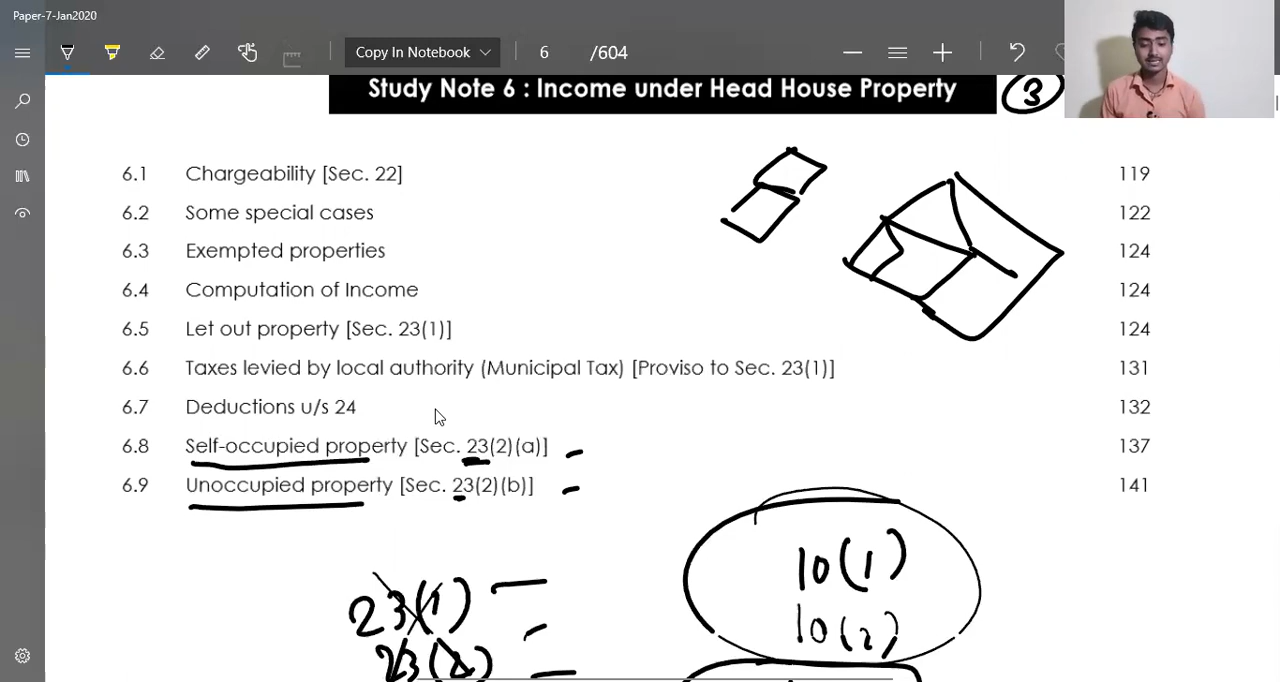 Paper-7-Jan2020
Copy In Notebook 6 /604
Study Note 6 : Income under Head House Property 3
6.1 Chargeability [Sec. 22] 119
6.2 Some special cases 122
6.3 Exempted properties 124
6.4 Computation of Income 124
6.5 Let out property [Sec. 23(1)] 124
6.6 Taxes levied by local authority (Municipal Tax) [Proviso to Sec. 23(1)] 131
6.7 Deductions u/s 24 132
6.8 Self-occupied property [Sec. 23(2)(a)] 137
6.9 Unoccupied property [Sec. 23(2)(b)] 141
10(1)
23(1)
10(2)
23(2)